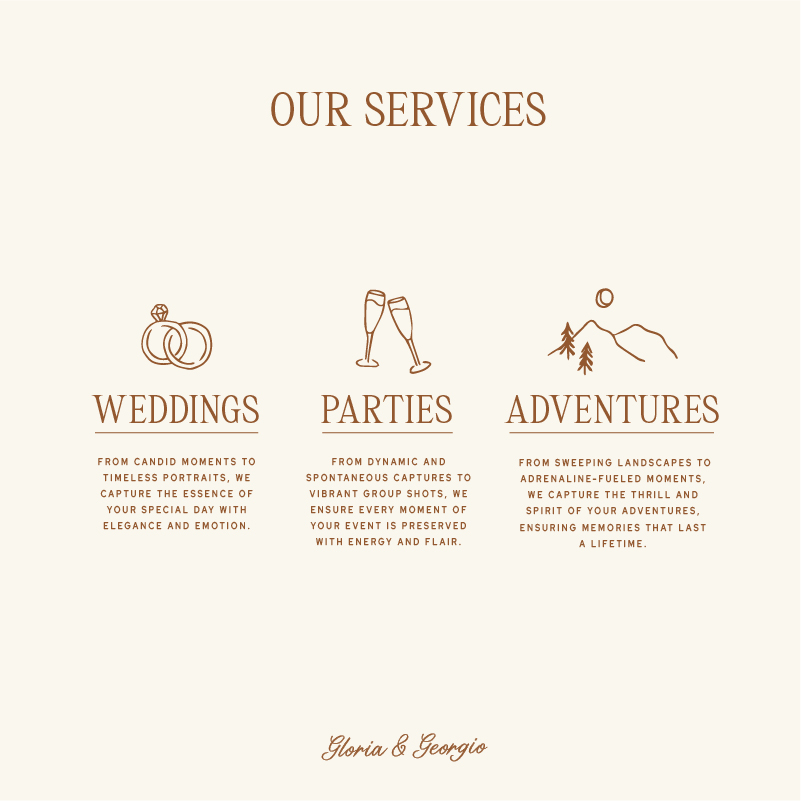 OUR SERVICES
WEDDINGS
FROM CANDID MOMENTS TO
TIMELESS PORTRAITS, WE
CAPTURE THE ESSENCE OF
YOUR SPECIAL DAY WITH
ELEGANCE AND EMOTION.
PARTIES
FROM DYNAMIC AND
SPONTANEOUS CAPTURES TO
VIBRANT GROUP SHOTS, WE
ENSURE EVERY MOMENT OF
YOUR EVENT IS PRESERVED
WITH ENERGY AND FLAIR.
ADVENTURES
FROM SWEEPING LANDSCAPES TO
ADRENALINE-FUELED MOMENTS,
WE CAPTURE THE THRILL AND
SPIRIT OF YOUR ADVENTURES,
ENSURING MEMORIES THAT LAST
A LIFETIME.
Gloria & Georgio